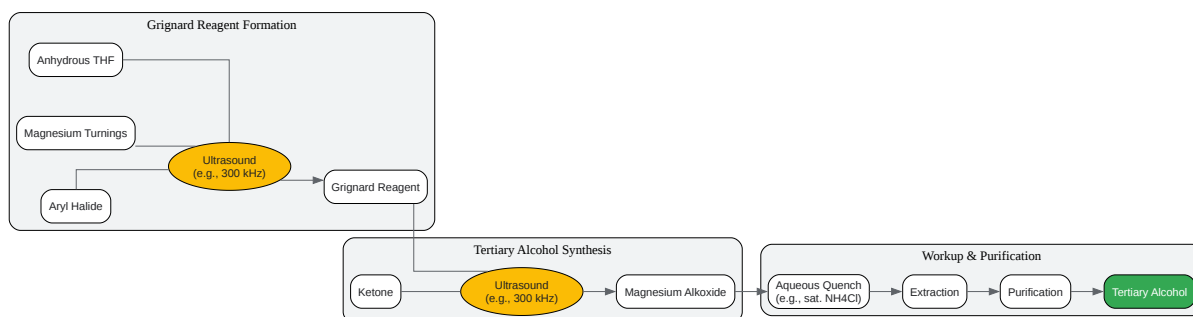 Grignard Reagent Formation
Anhydrous THF
Magnesium Turnings
Ultrasound
(e.g., 300 kHz)
Aryl Halide
Grignard Reagent
Tertiary Alcohol Synthesis
Ketone
Ultrasound
(e.g., 300 kHz)
Magnesium Alkoxide
Workup & Purification
Aqueous Quench
(e.g., sat. NH4Cl)
Extraction
Purification
Tertiary Alcohol